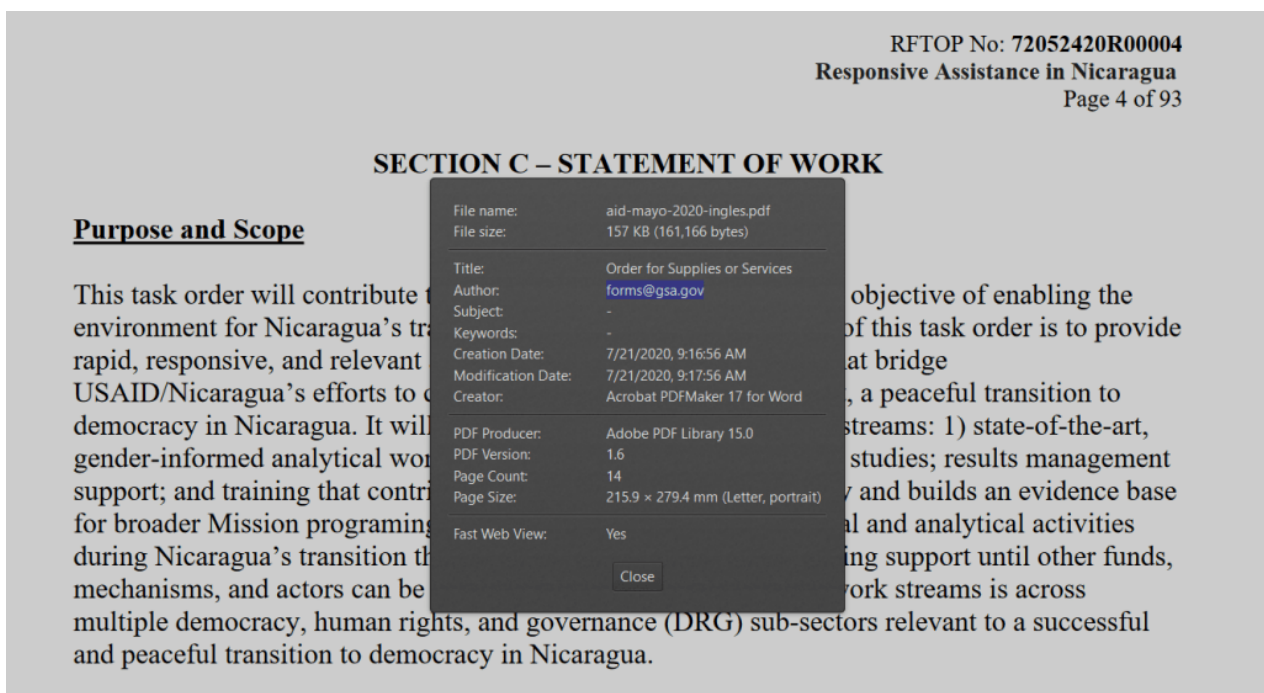 RFTOP No: 72052420R00004
Responsive Assistance in Nicaragua
Page 4 of 93
SECTION C – STATEMENT OF WORK
Purpose and Scope
This task order will contribute objective of enabling the
environment for Nicaragua’s of this task order is to provide
rapid, responsive, and relevant bridge
USAID/Nicaragua’s efforts to , a peaceful transition to
democracy in Nicaragua. It will streams: 1) state-of-the-art,
gender-informed analytical studies; results management
support; and training that and builds an evidence base
for broader Mission and analytical activities
during Nicaragua’s transition support until other funds,
mechanisms, and actors can be streams is across
multiple democracy, human rights, and governance (DRG) sub-sectors relevant to a successful
and peaceful transition to democracy in Nicaragua.
File name: aid-mayo-2020-ingles.pdf
File size: 157 KB (161,166 bytes)
Title: Order for Supplies or Services
Author: forms@gsa.gov
Subject: -
Keywords: -
Creation Date: 7/21/2020, 9:16:56 AM
Modification Date: 7/21/2020, 9:17:56 AM
Creator: Acrobat PDFMaker 17 for Word
PDF Producer: Adobe PDF Library 15.0
PDF Version: 1.6
Page Count: 14
Page Size: 215.9 × 279.4 mm (Letter, portrait)
Fast Web View: Yes
Close